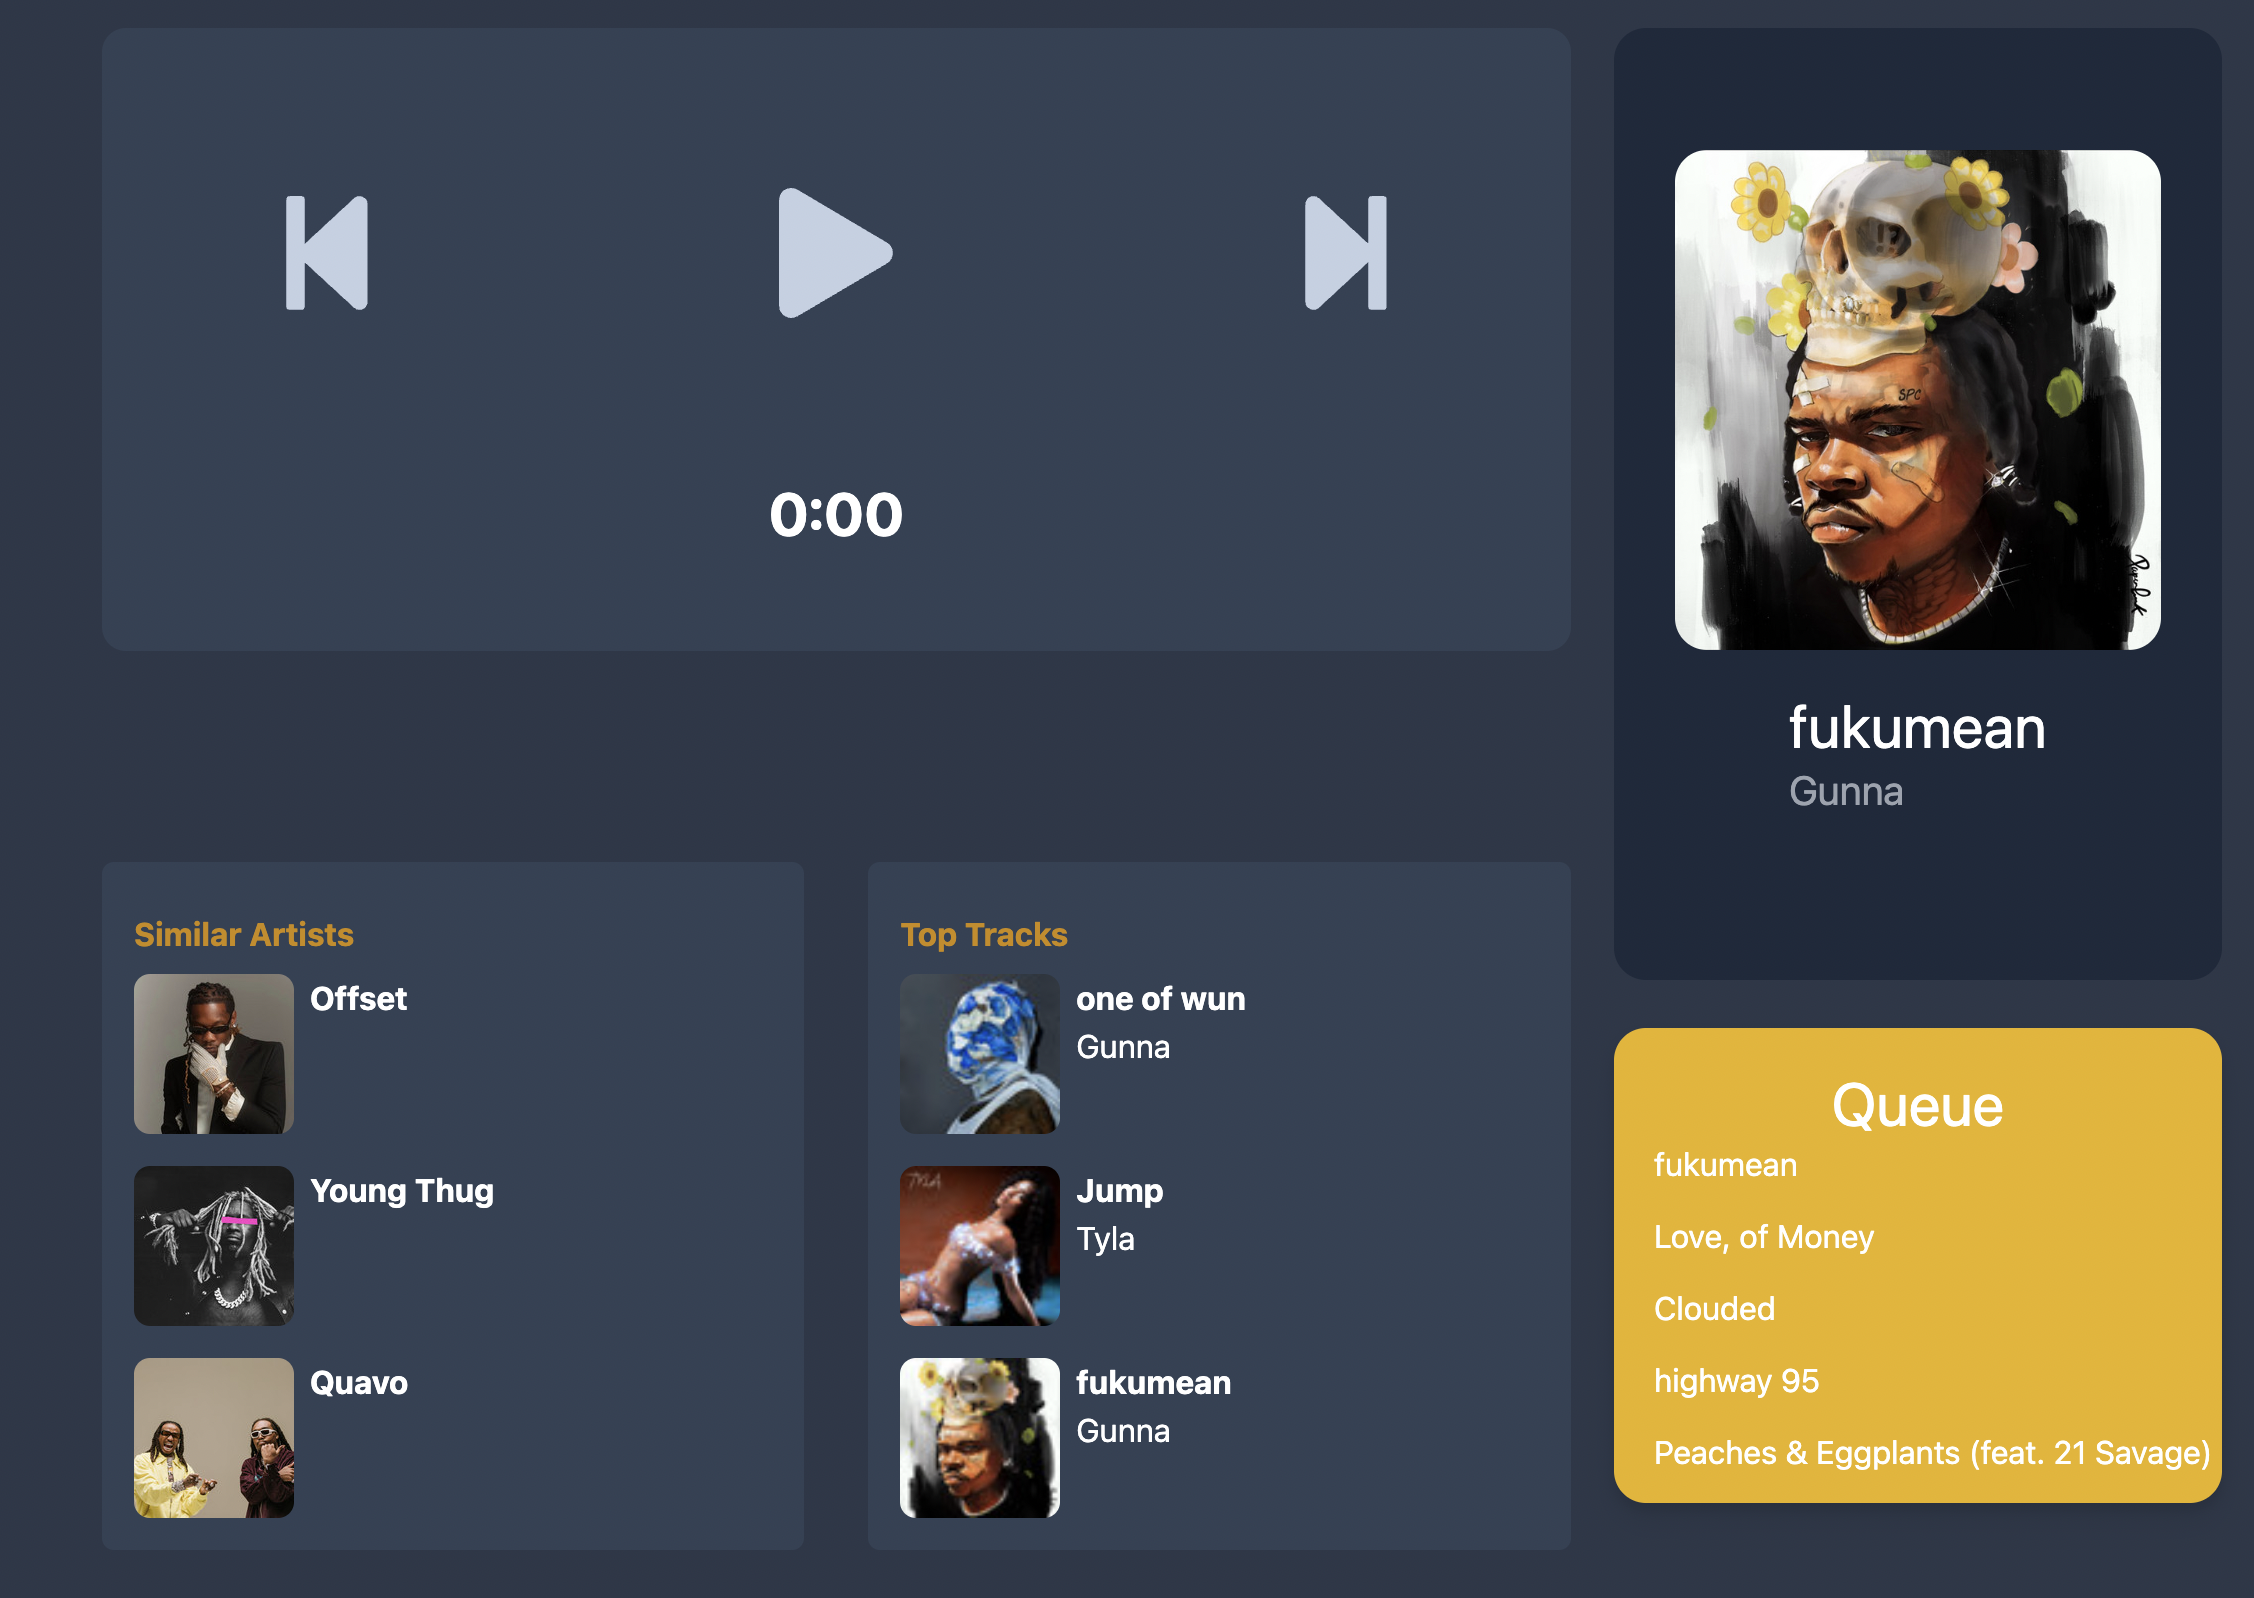 0:00
SPC
fukumean
Gunna
Similar Artists
Offset
Young Thug
Quavo
Top Tracks
one of wun
Gunna
Jump
Tyla
fukumean
Gunna
Queue
fukumean
Love, of Money
Clouded
highway 95
Peaches & Eggplants (feat. 21 Savage)